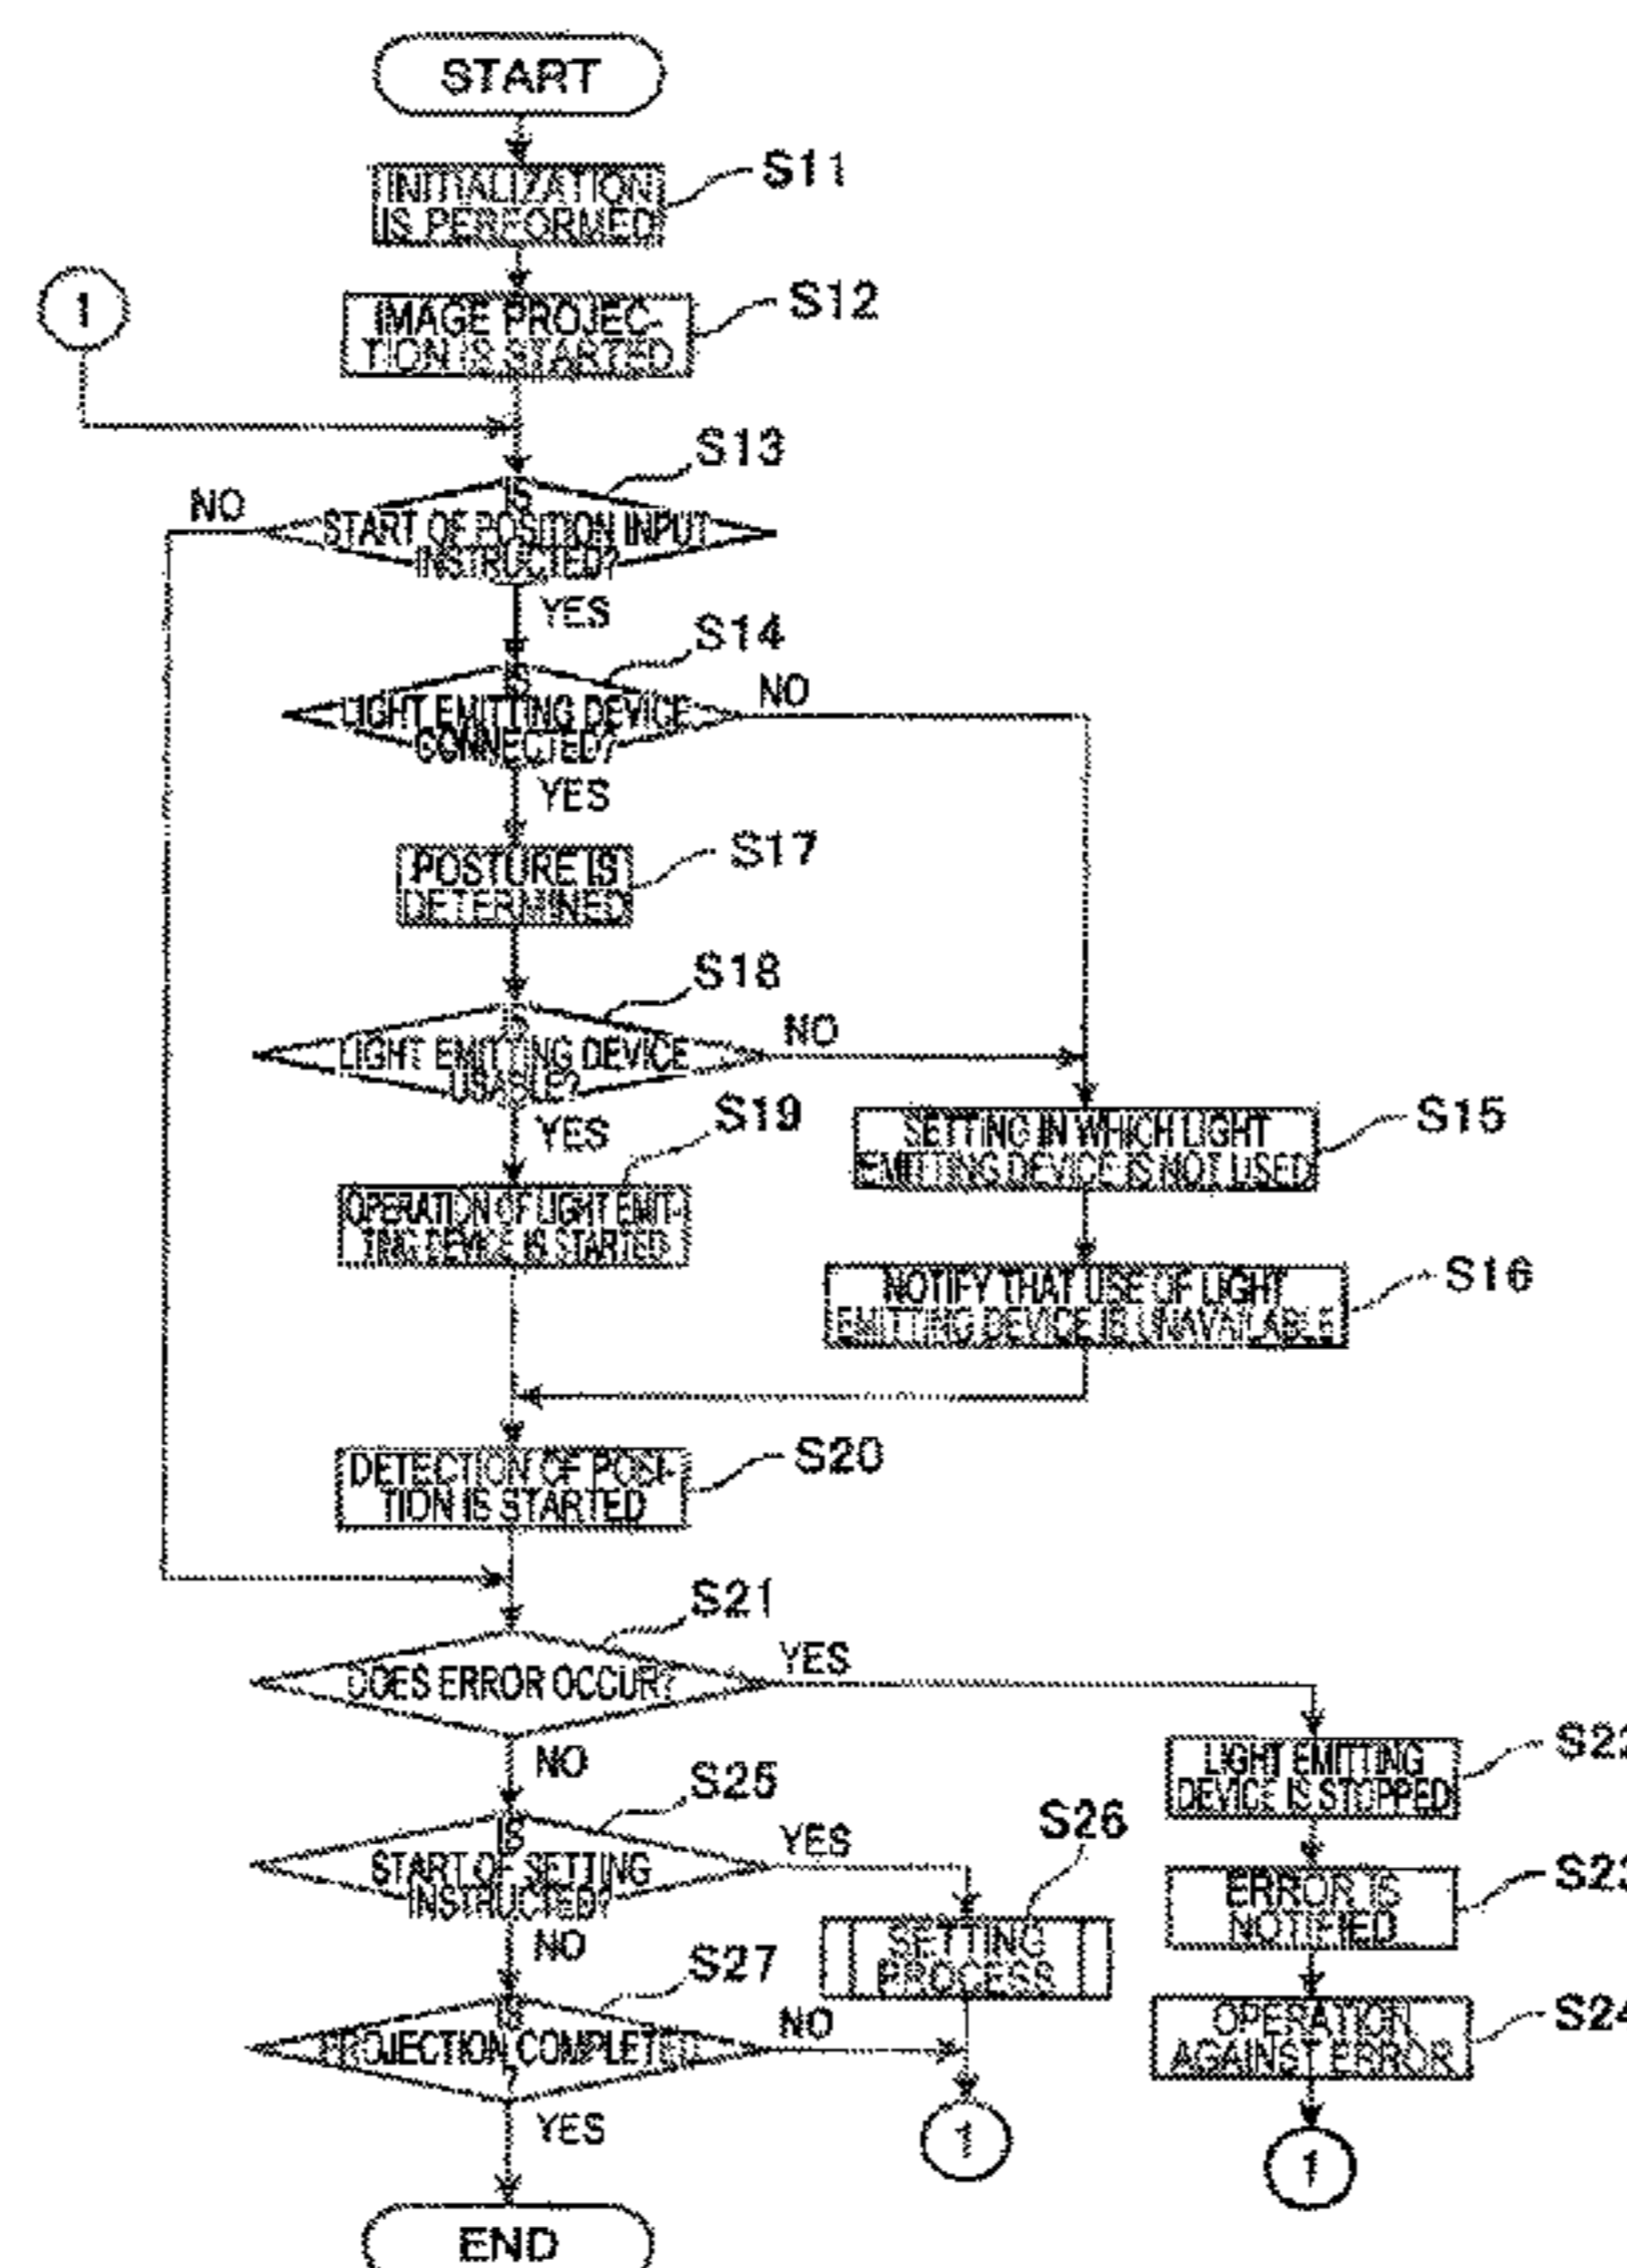 START
INITIALIZATION
IS PERFORMED
S11
1
IMAGE PROJEC-
TION IS STARTED
S12
S13
NO
IS
START OF POSITION INPUT
INSTRUCTED?
YES
S14
IS
LIGHT EMITTING DEVICE
CONNECTED?
NO
YES
POSTURE IS
DETERMINED
S17
S18
IS
LIGHT EMITTING DEVICE
USABLE?
NO
YES
S19
OPERATION OF LIGHT EMIT-
TING DEVICE IS STARTED
SETTING IN WHICH LIGHT
EMITTING DEVICE IS NOT USED
S15
NOTIFY THAT USE OF LIGHT
EMITTING DEVICE IS UNAVAILABLE
S16
DETECTION OF POSI-
TION IS STARTED
S20
S21
DOES ERROR OCCUR?
YES
NO
LIGHT EMITTING
DEVICE IS STOPPED
S22
S25
IS
START OF SETTING
INSTRUCTED?
YES
NO
S26
SETTING
PROCESS
ERROR IS
NOTIFIED
S23
S27
IS
PROJECTION COMPLETED
?
NO
YES
OPERATION
AGAINST ERROR
S24
1
1
END